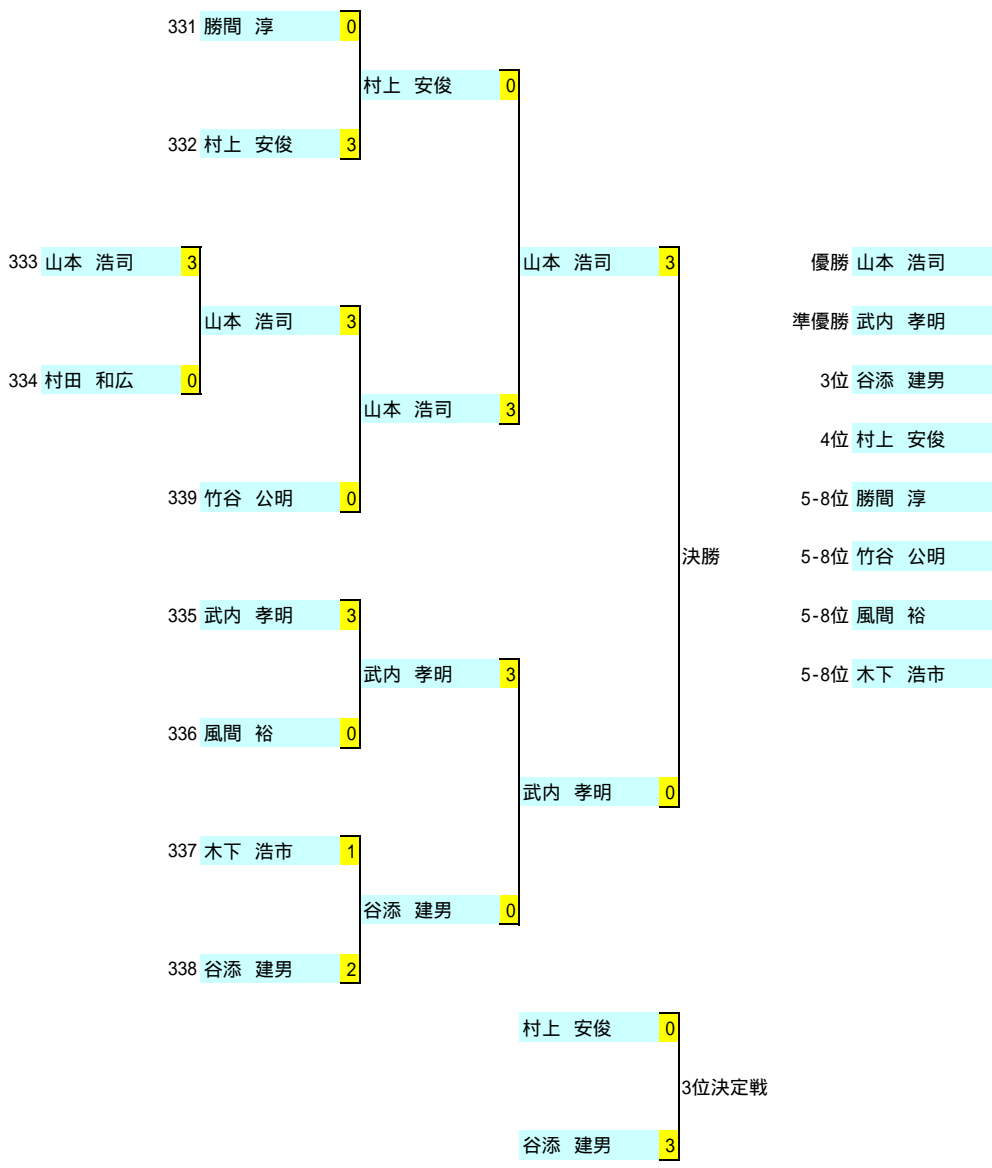 331 勝間 淳 0
村上 安俊 0
332 村上 安俊 3
333 山本 浩司 3
山本 浩司 3
優勝 山本 浩司
山本 浩司 3
準優勝 武内 孝明
334 村田 和広 0
3位 谷添 建男
山本 浩司 3
4位 村上 安俊
339 竹谷 公明 0
5-8位 勝間 淳
決勝
5-8位 竹谷 公明
335 武内 孝明 3
5-8位 風間 裕
武内 孝明 3
5-8位 木下 浩市
336 風間 裕 0
武内 孝明 0
337 木下 浩市 1
谷添 建男 0
338 谷添 建男 2
村上 安俊 0
3位決定戦
谷添 建男 3